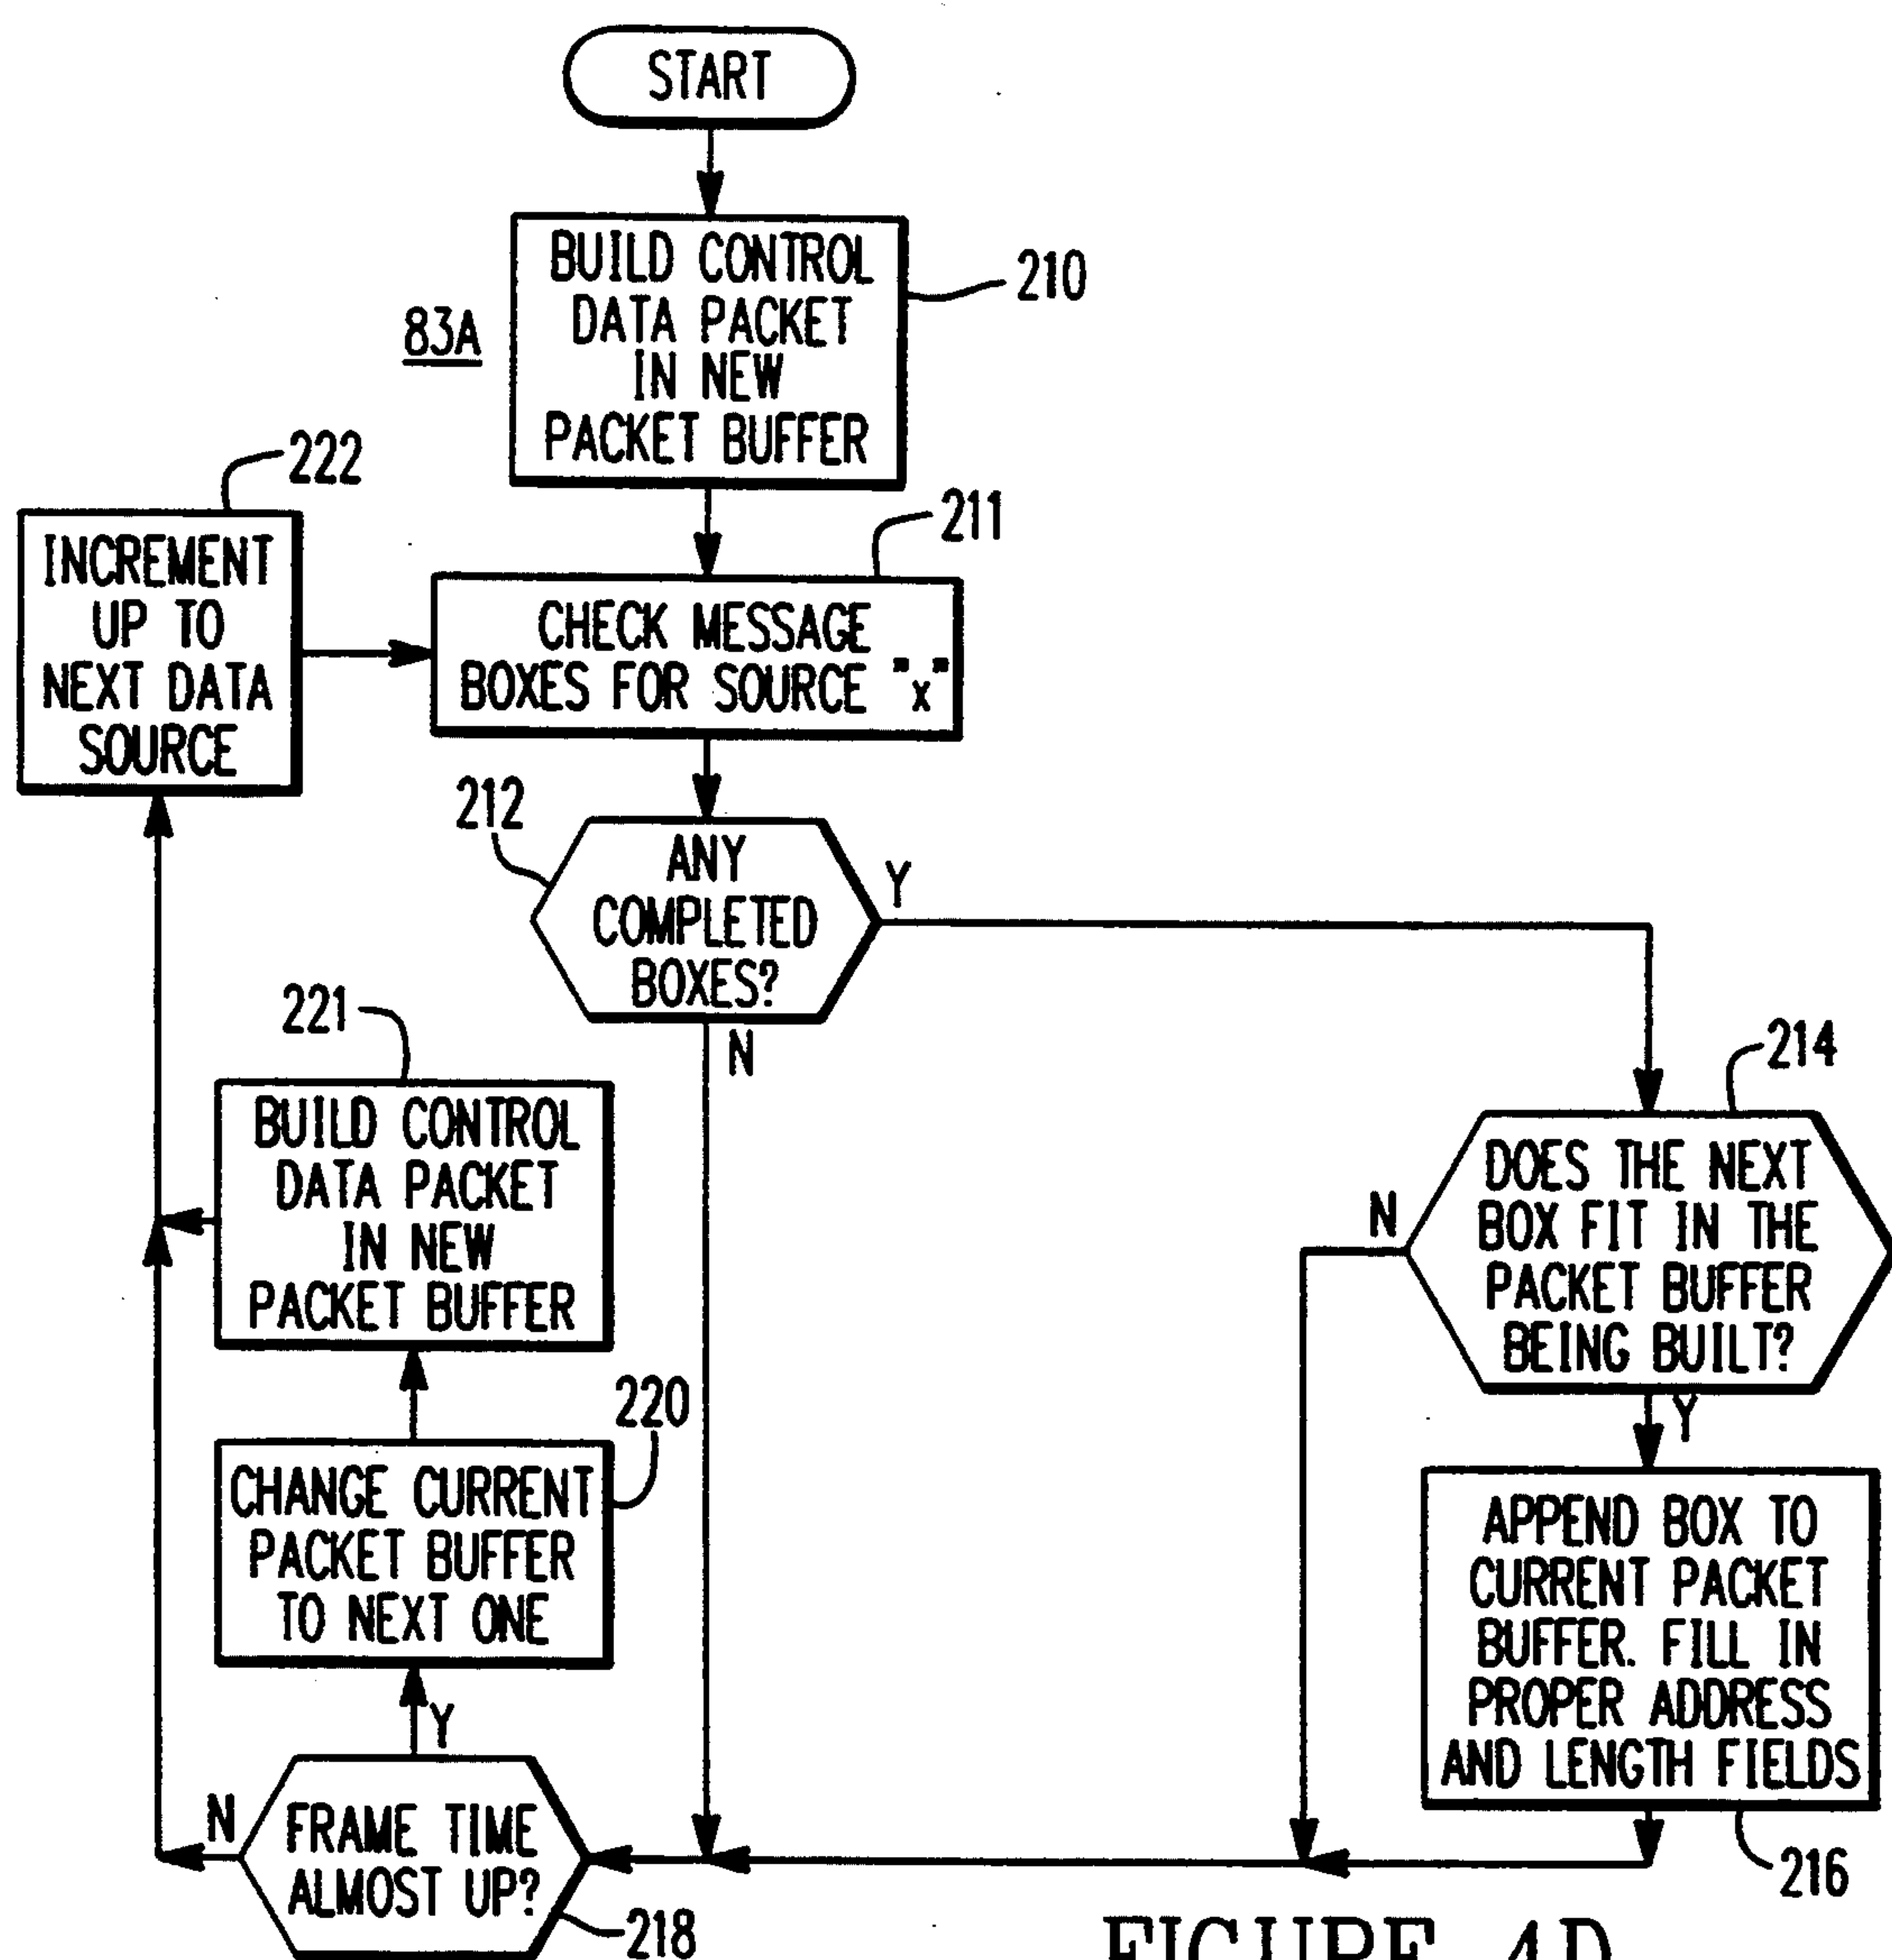 START
BUILD CONTROL
DATA PACKET
IN NEW
PACKET BUFFER
210
83A
222
INCREMENT
UP TO
NEXT DATA
SOURCE
211
CHECK MESSAGE
BOXES FOR SOURCE "x"
212
ANY
COMPLETED
BOXES?
Y
N
221
BUILD CONTROL
DATA PACKET
IN NEW
PACKET BUFFER
214
DOES THE NEXT
BOX FIT IN THE
PACKET BUFFER
BEING BUILT?
N
Y
220
CHANGE CURRENT
PACKET BUFFER
TO NEXT ONE
APPEND BOX TO
CURRENT PACKET
BUFFER. FILL IN
PROPER ADDRESS
AND LENGTH FIELDS
216
Y
N
FRAME TIME
ALMOST UP?
218
FIGURE 4D